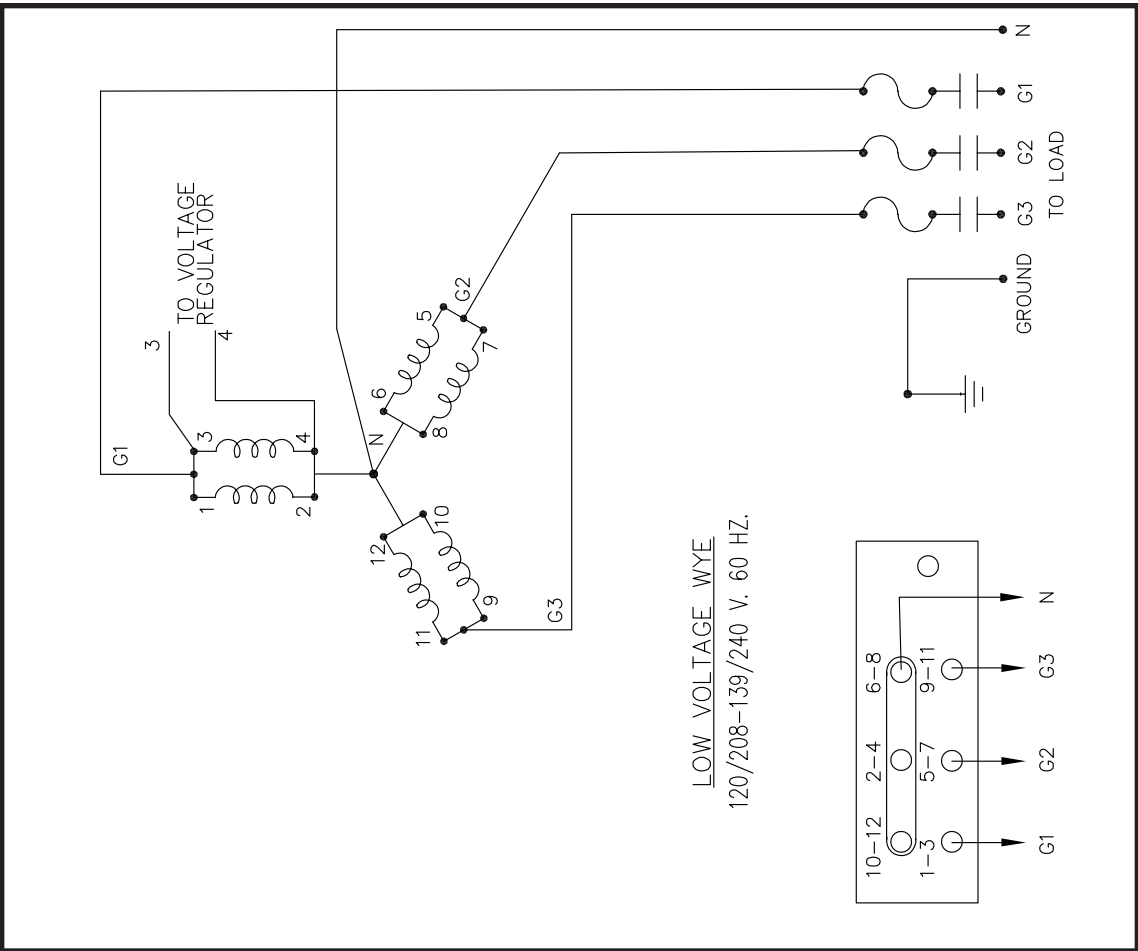 N
G1
G2
G3
TO LOAD
GROUND
TO VOLTAGE
REGULATOR
3
4
G1
3
1
4
2
N
6
5
G2
8
7
12
10
11
9
G3
LOW VOLTAGE WYE
120/208-139/240 V. 60 HZ.
10-12
2-4
6-8
1-3
5-7
9-11
G1
G2
G3
N